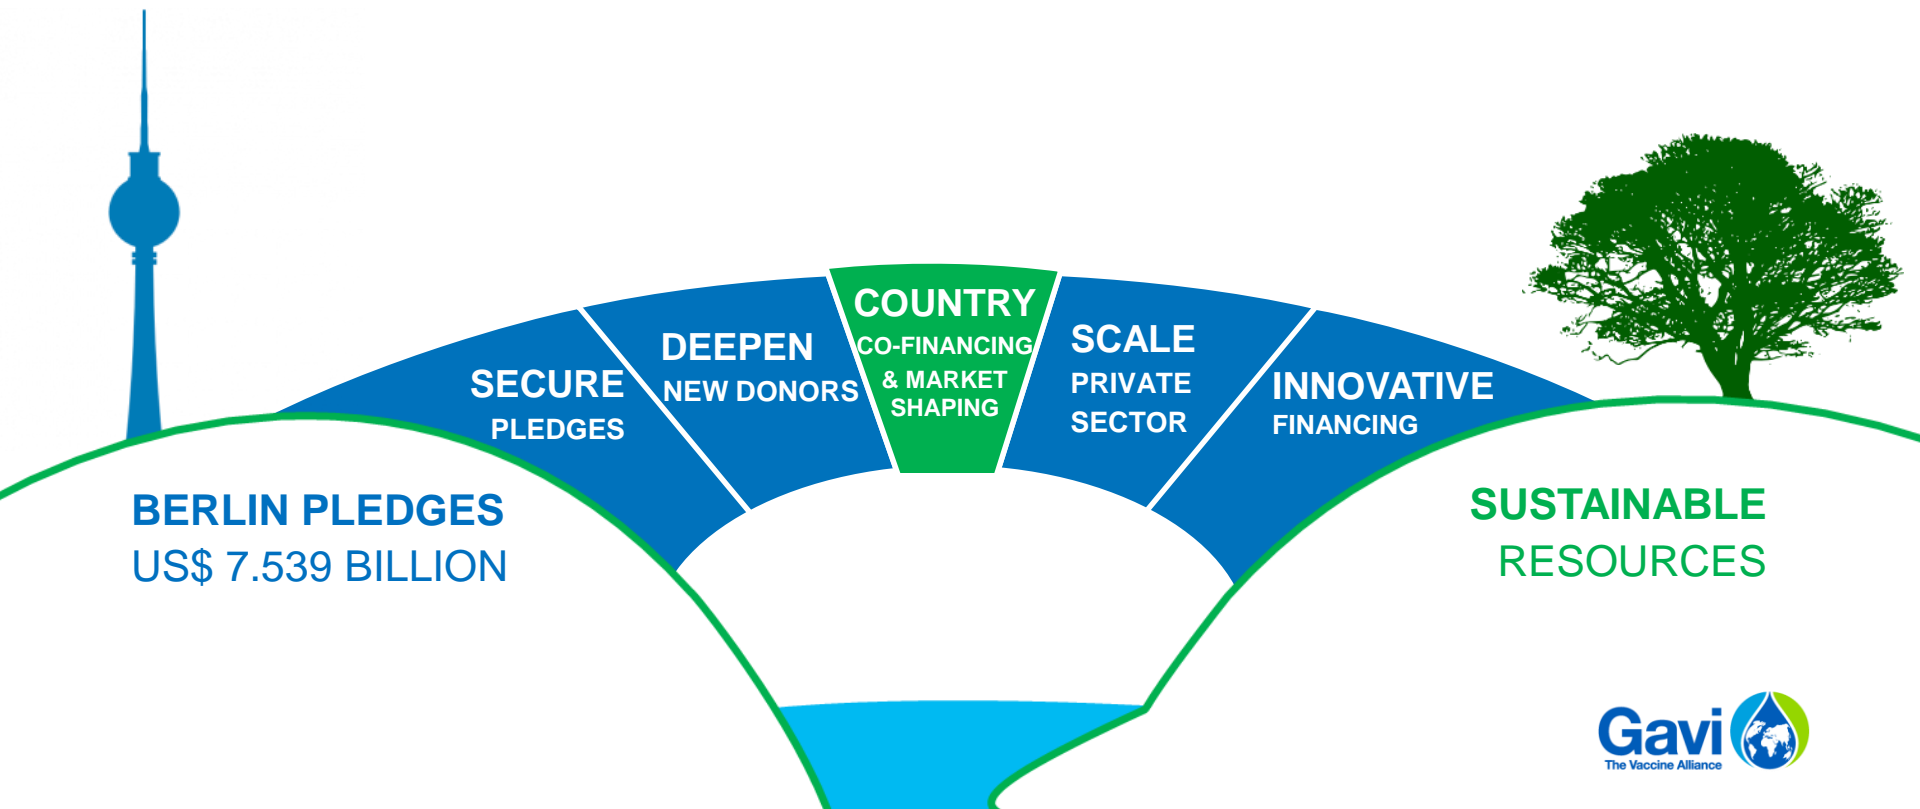 SECURE
PLEDGES
DEEPEN
NEW DONORS
COUNTRY
CO-FINANCING
& MARKET
SHAPING
SCALE
PRIVATE
SECTOR
INNOVATIVE
FINANCING
BERLIN PLEDGES
US$ 7.539 BILLION
SUSTAINABLE
RESOURCES
Gavi
The Vaccine Alliance